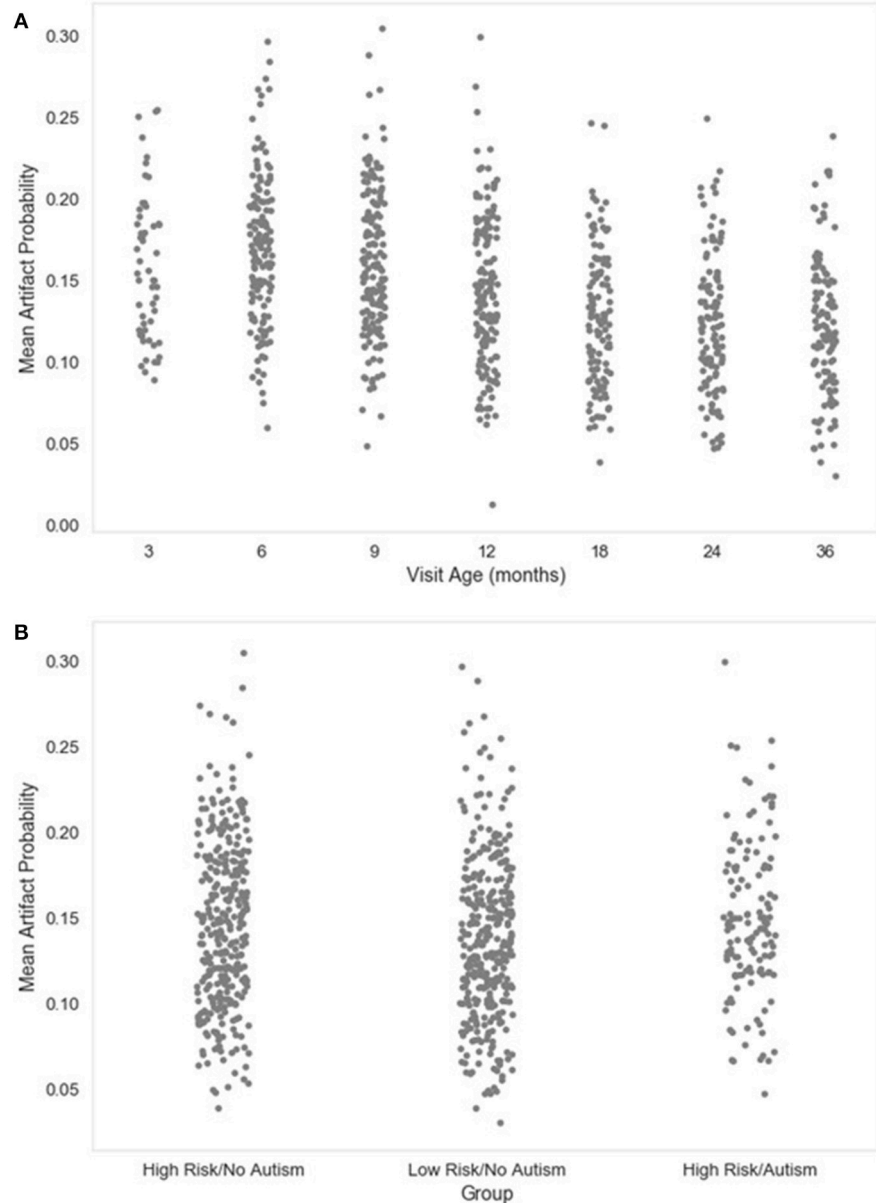 A
0.30
0.25
0.20
0.15
0.10
0.05
0.00
Mean Artifact Probability
3 6 9 12 18 24 36
Visit Age (months)
B
0.30
0.25
0.20
0.15
0.10
0.05
Mean Artifact Probability
High Risk/No Autism Low Risk/No Autism High Risk/Autism
Group